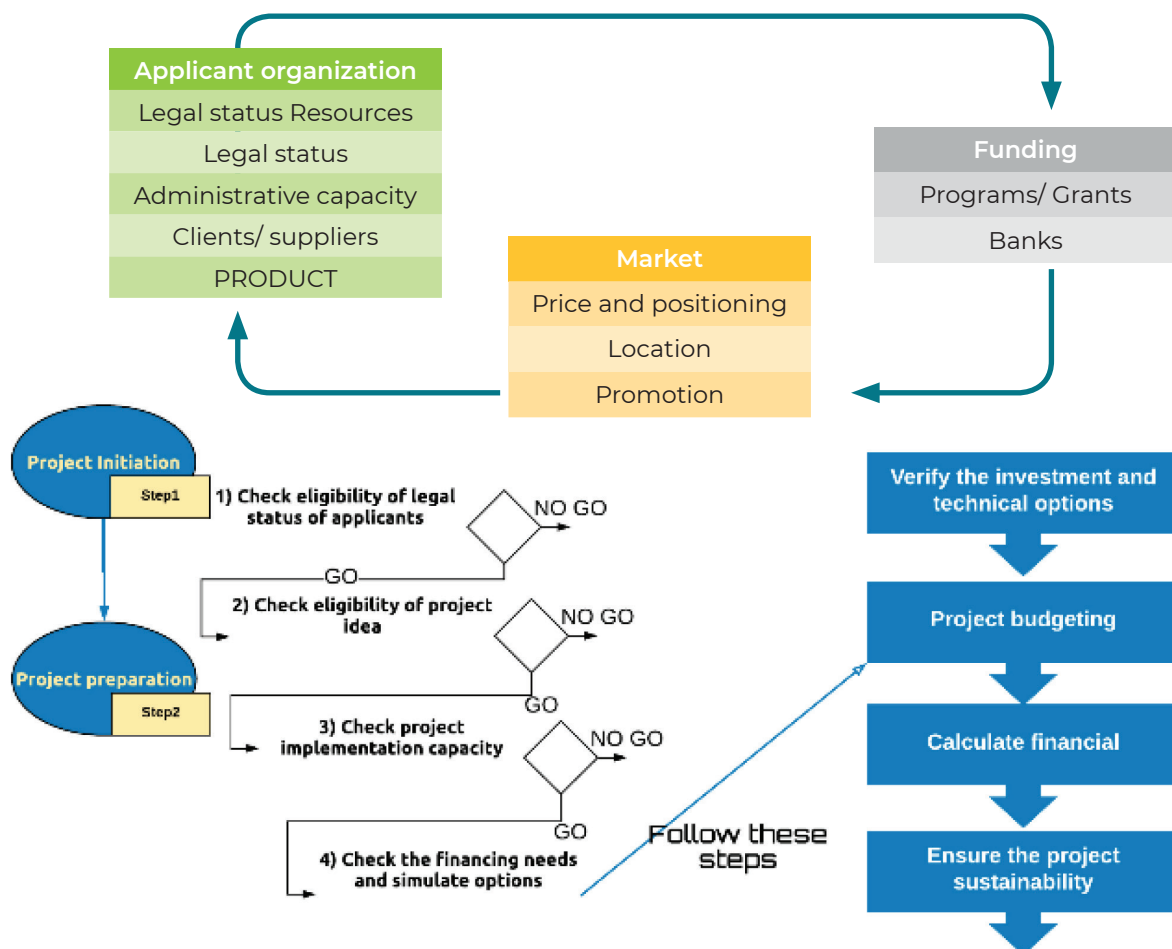 Applicant organization
Legal status Resources
Legal status
Administrative capacity
Clients/ suppliers
PRODUCT
Funding
Programs/ Grants
Banks
Market
Price and positioning
Location
Promotion
Project Initiation
Step1
1) Check eligibility of legal
status of applicants
NO GO
GO
2) Check eligibility of project
idea
NO GO
GO
Project preparation
Step2
3) Check project
implementation capacity
NO GO
GO
4) Check the financing needs
and simulate options
Follow these
steps
Verify the investment and
technical options
Project budgeting
Calculate financial
Ensure the project
sustainability